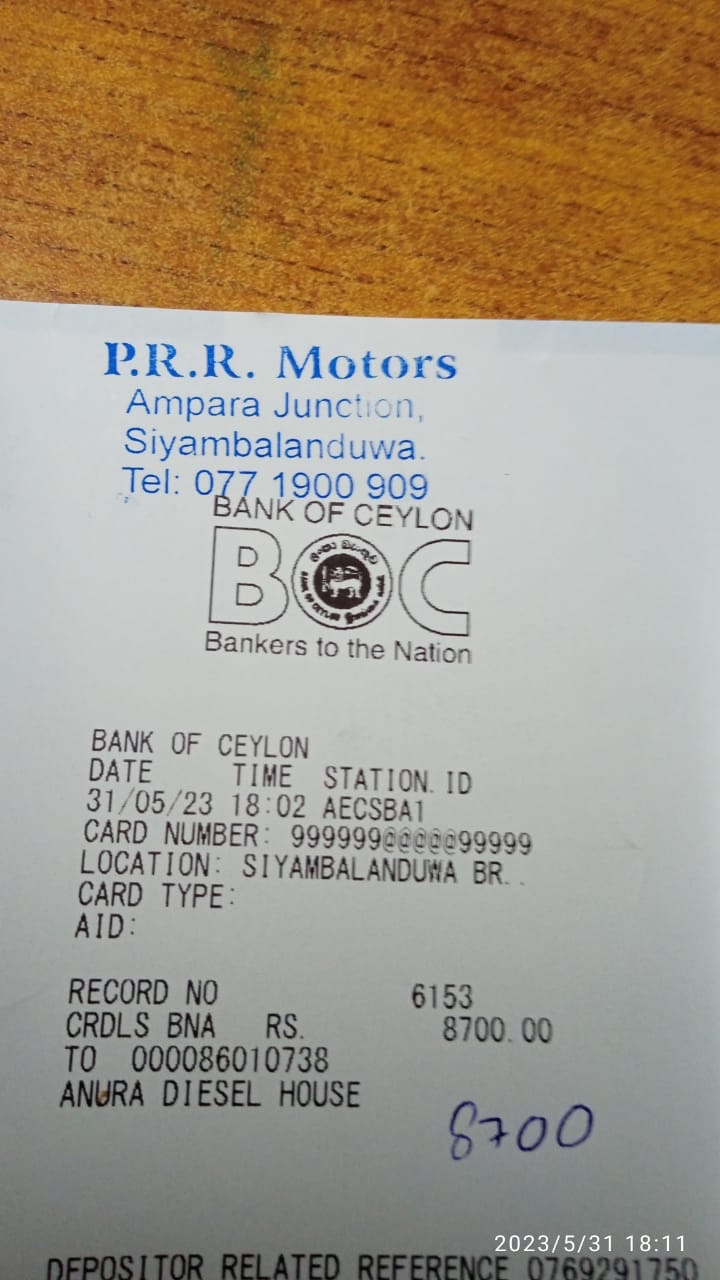 P.R.R. Motors
Ampara Junction,
Siyambalanduwa.
Tel: 077 1900 909
BANK OF CEYLON
BOC
Bankers to the Nation
BANK OF CEYLON
DATE TIME STATION. ID
31/05/23 18:02 AECSBA1
CARD NUMBER: 999999@@@@@99999
LOCATION: SIYAMBALANDUWA BR..
CARD TYPE:
AID:
RECORD NO 6153
CRDLS BNA RS. 8700.00
TO 000086010738
ANURA DIESEL HOUSE
8700
2023/5/31 18:11
DEPOSITOR RELATED REFERENCE 0769291750